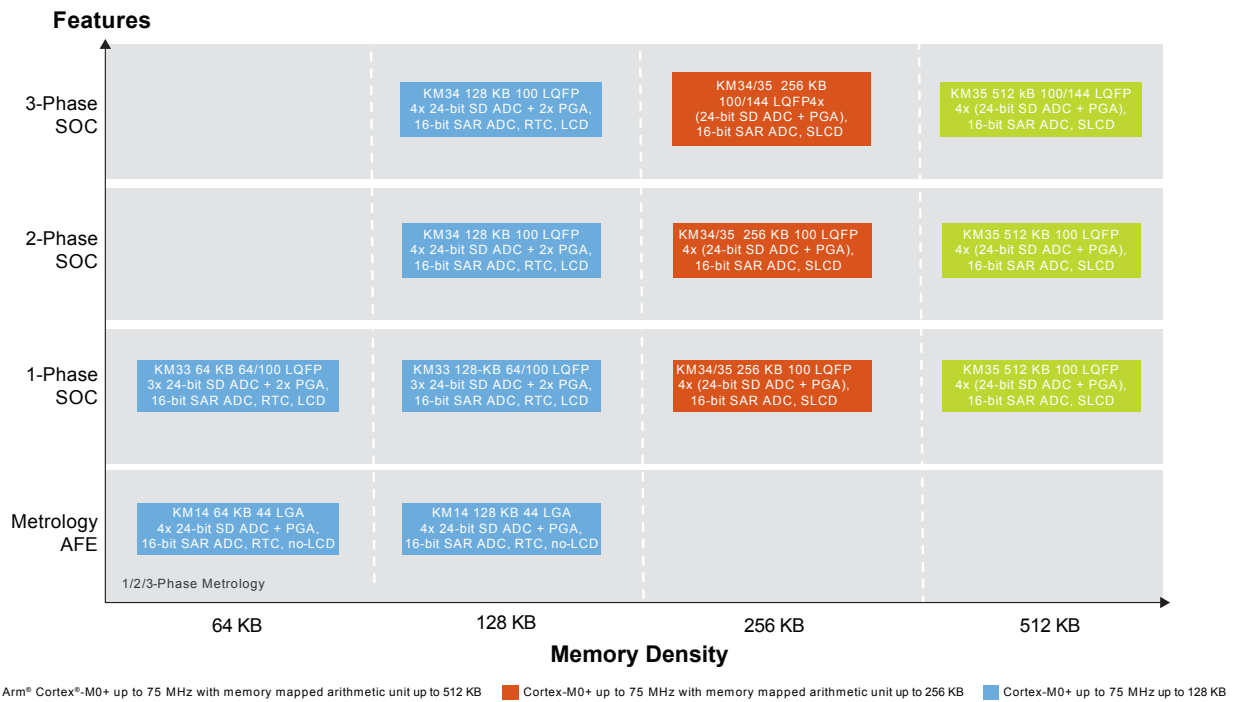 Features
3-Phase
SOC
KM34 128 KB 100 LQFP
4x 24-bit SD ADC + 2x PGA,
16-bit SAR ADC, RTC, LCD
KM34/35 256 KB
100/144 LQFP4x
(24-bit SD ADC + PGA),
16-bit SAR ADC, SLCD
KM35 512 kB 100/144 LQFP
4x (24-bit SD ADC + PGA),
16-bit SAR ADC, SLCD
2-Phase
SOC
KM34 128 KB 100 LQFP
4x 24-bit SD ADC + 2x PGA,
16-bit SAR ADC, RTC, LCD
KM34/35 256 KB 100 LQFP
4x (24-bit SD ADC + PGA),
16-bit SAR ADC, SLCD
KM35 512 KB 100 LQFP
4x (24-bit SD ADC + PGA),
16-bit SAR ADC, SLCD
1-Phase
SOC
KM33 64 KB 64/100 LQFP
3x 24-bit SD ADC + 2x PGA,
16-bit SAR ADC, RTC, LCD
KM33 128-KB 64/100 LQFP
3x 24-bit SD ADC + 2x PGA,
16-bit SAR ADC, RTC, LCD
KM34/35 256 KB 100 LQFP
4x (24-bit SD ADC + PGA),
16-bit SAR ADC, SLCD
KM35 512 KB 100 LQFP
4x (24-bit SD ADC + PGA),
16-bit SAR ADC, SLCD
Metrology
AFE
KM14 64 KB 44 LGA
4x 24-bit SD ADC + PGA,
16-bit SAR ADC, RTC, no-LCD
KM14 128 KB 44 LGA
4x 24-bit SD ADC + PGA,
16-bit SAR ADC, RTC, no-LCD
1/2/3-Phase Metrology
64 KB
128 KB
256 KB
512 KB
Memory Density
Arm® Cortex®-M0+ up to 75 MHz with memory mapped arithmetic unit up to 512 KB
Cortex-M0+ up to 75 MHz with memory mapped arithmetic unit up to 256 KB
Cortex-M0+ up to 75 MHz up to 128 KB